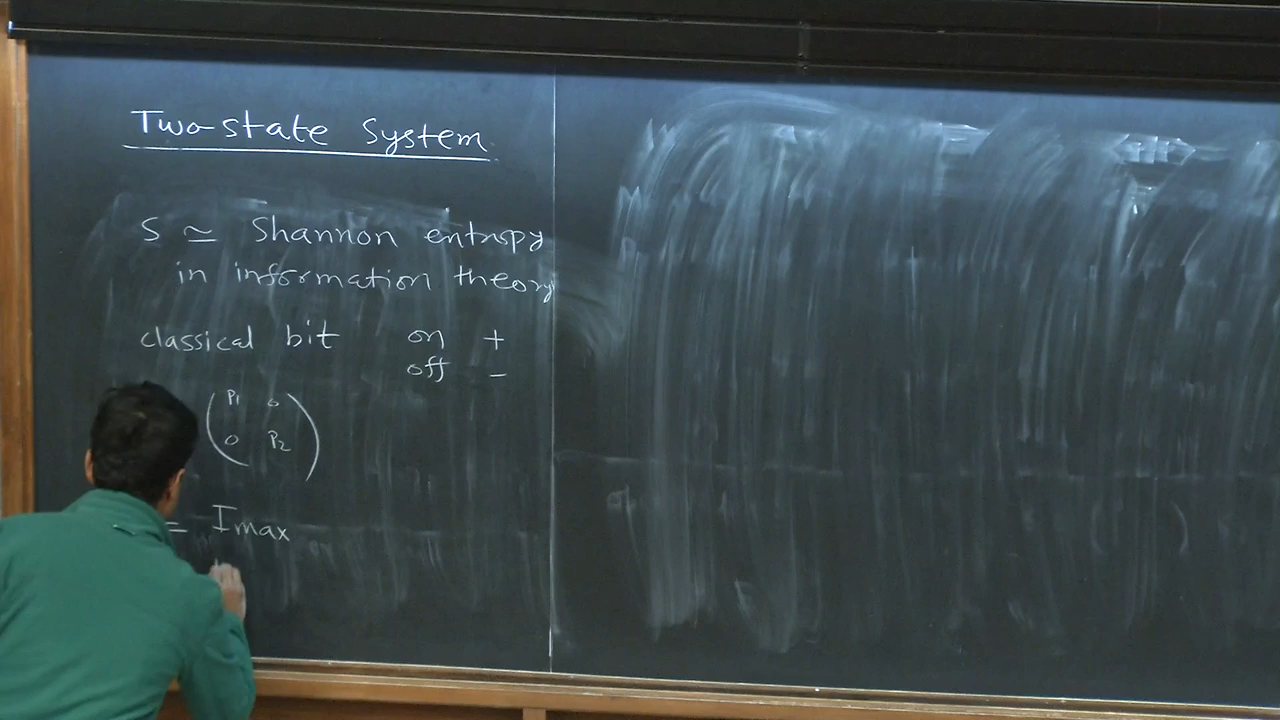 Two-state System
S ≃ Shannon entropy
in information theory
classical bit on +
off -
P1 0
0 P2
= Imax